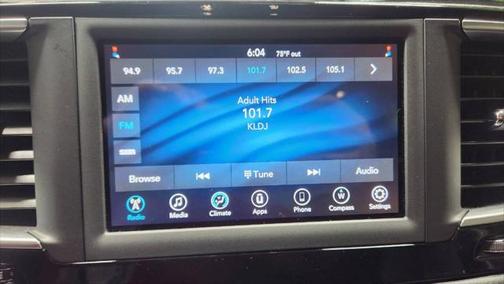 6:04 75°F out
94.9 95.7 97.3 101.7 102.5 105.1
AM
Adult Hits
101.7
FM
KLDJ
Browse Tune Audio
W
Radio Media Climate Apps Phone Compass Settings